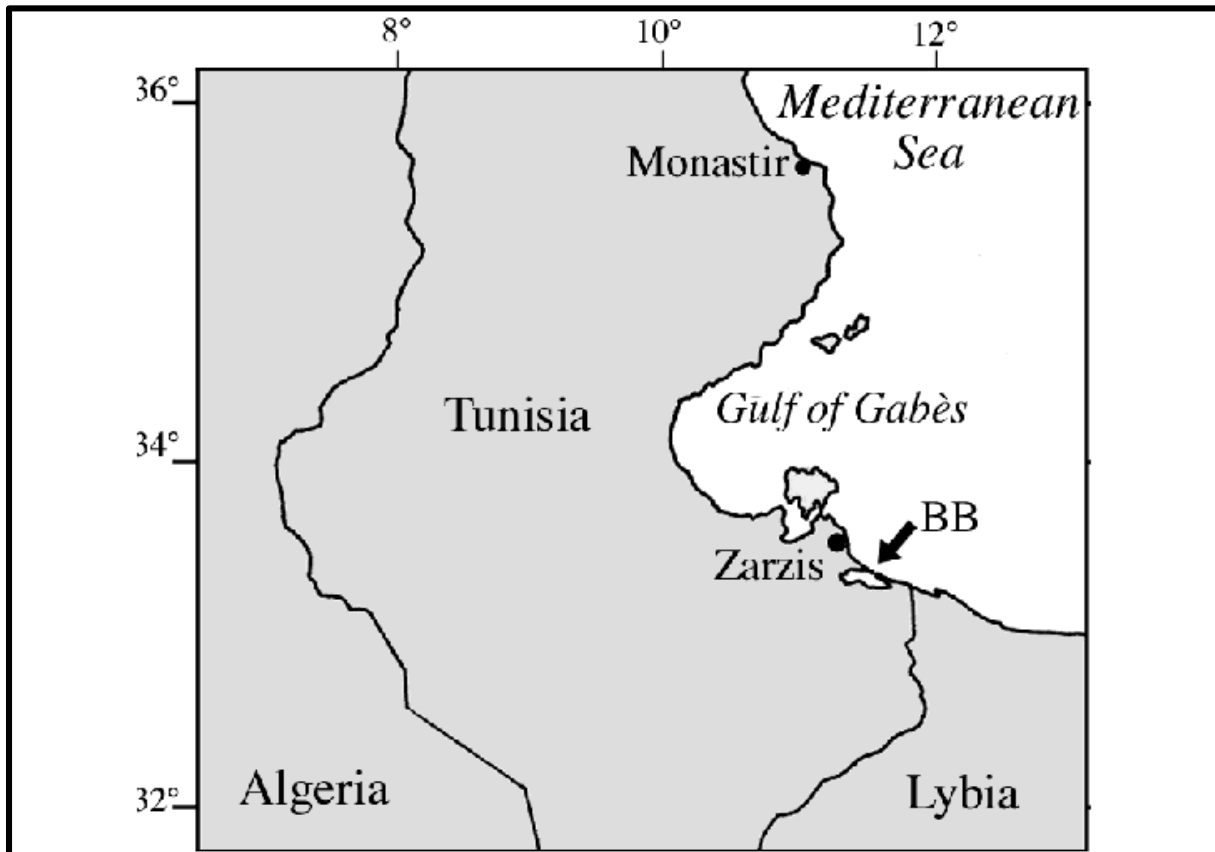 8° 10° 12°
36°
Mediterranean
Sea
Monastir
Tunisia
Gulf of Gabès
34°
BB
Zarzis
Algeria
Lybia
32°